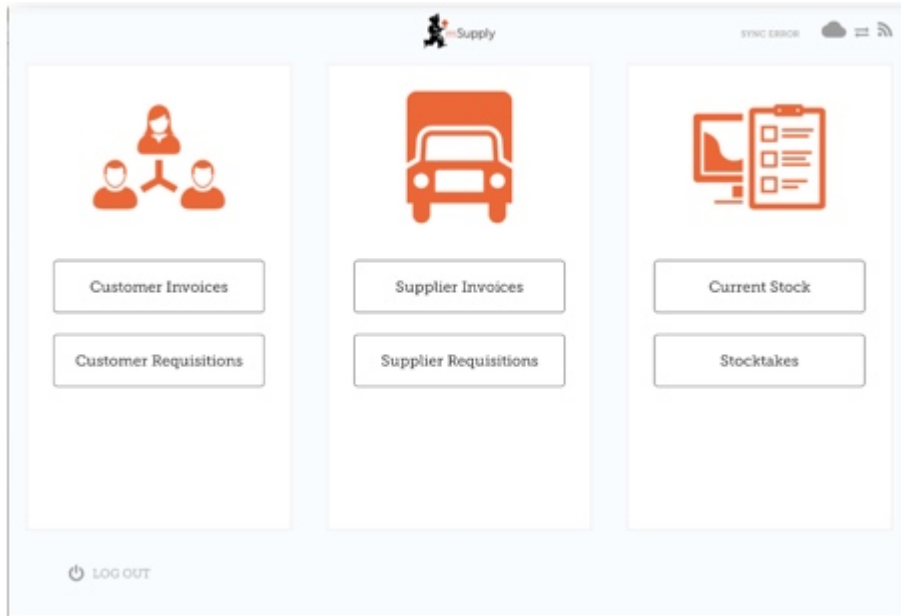 mSupply
SYNC ERROR
Customer Invoices
Customer Requisitions
Supplier Invoices
Supplier Requisitions
Current Stock
Stocktakes
LOG OUT